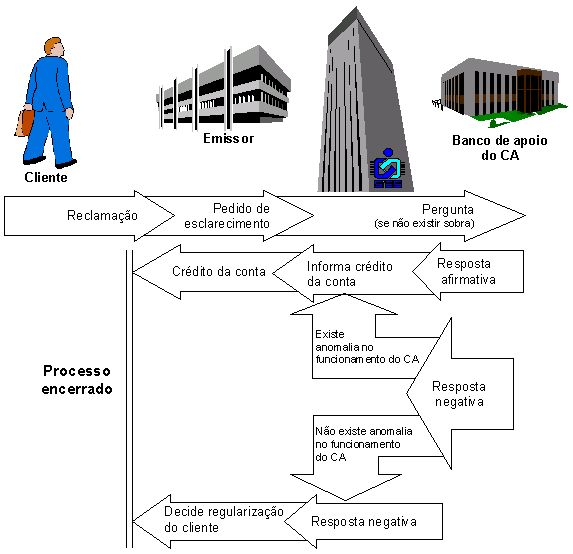 Cliente
Emissor
Banco de apoio
do CA
Reclamação
Pedido de
esclarecimento
Pergunta
(se não existir sobra)
Crédito da conta
Informa crédito
da conta
Resposta
afirmativa
Existe
anomalia no
funcionamento do CA
Processo
encerrado
Resposta
negativa
Não existe anomalia
no funcionamento
do CA
Decide regularização
do cliente
Resposta negativa